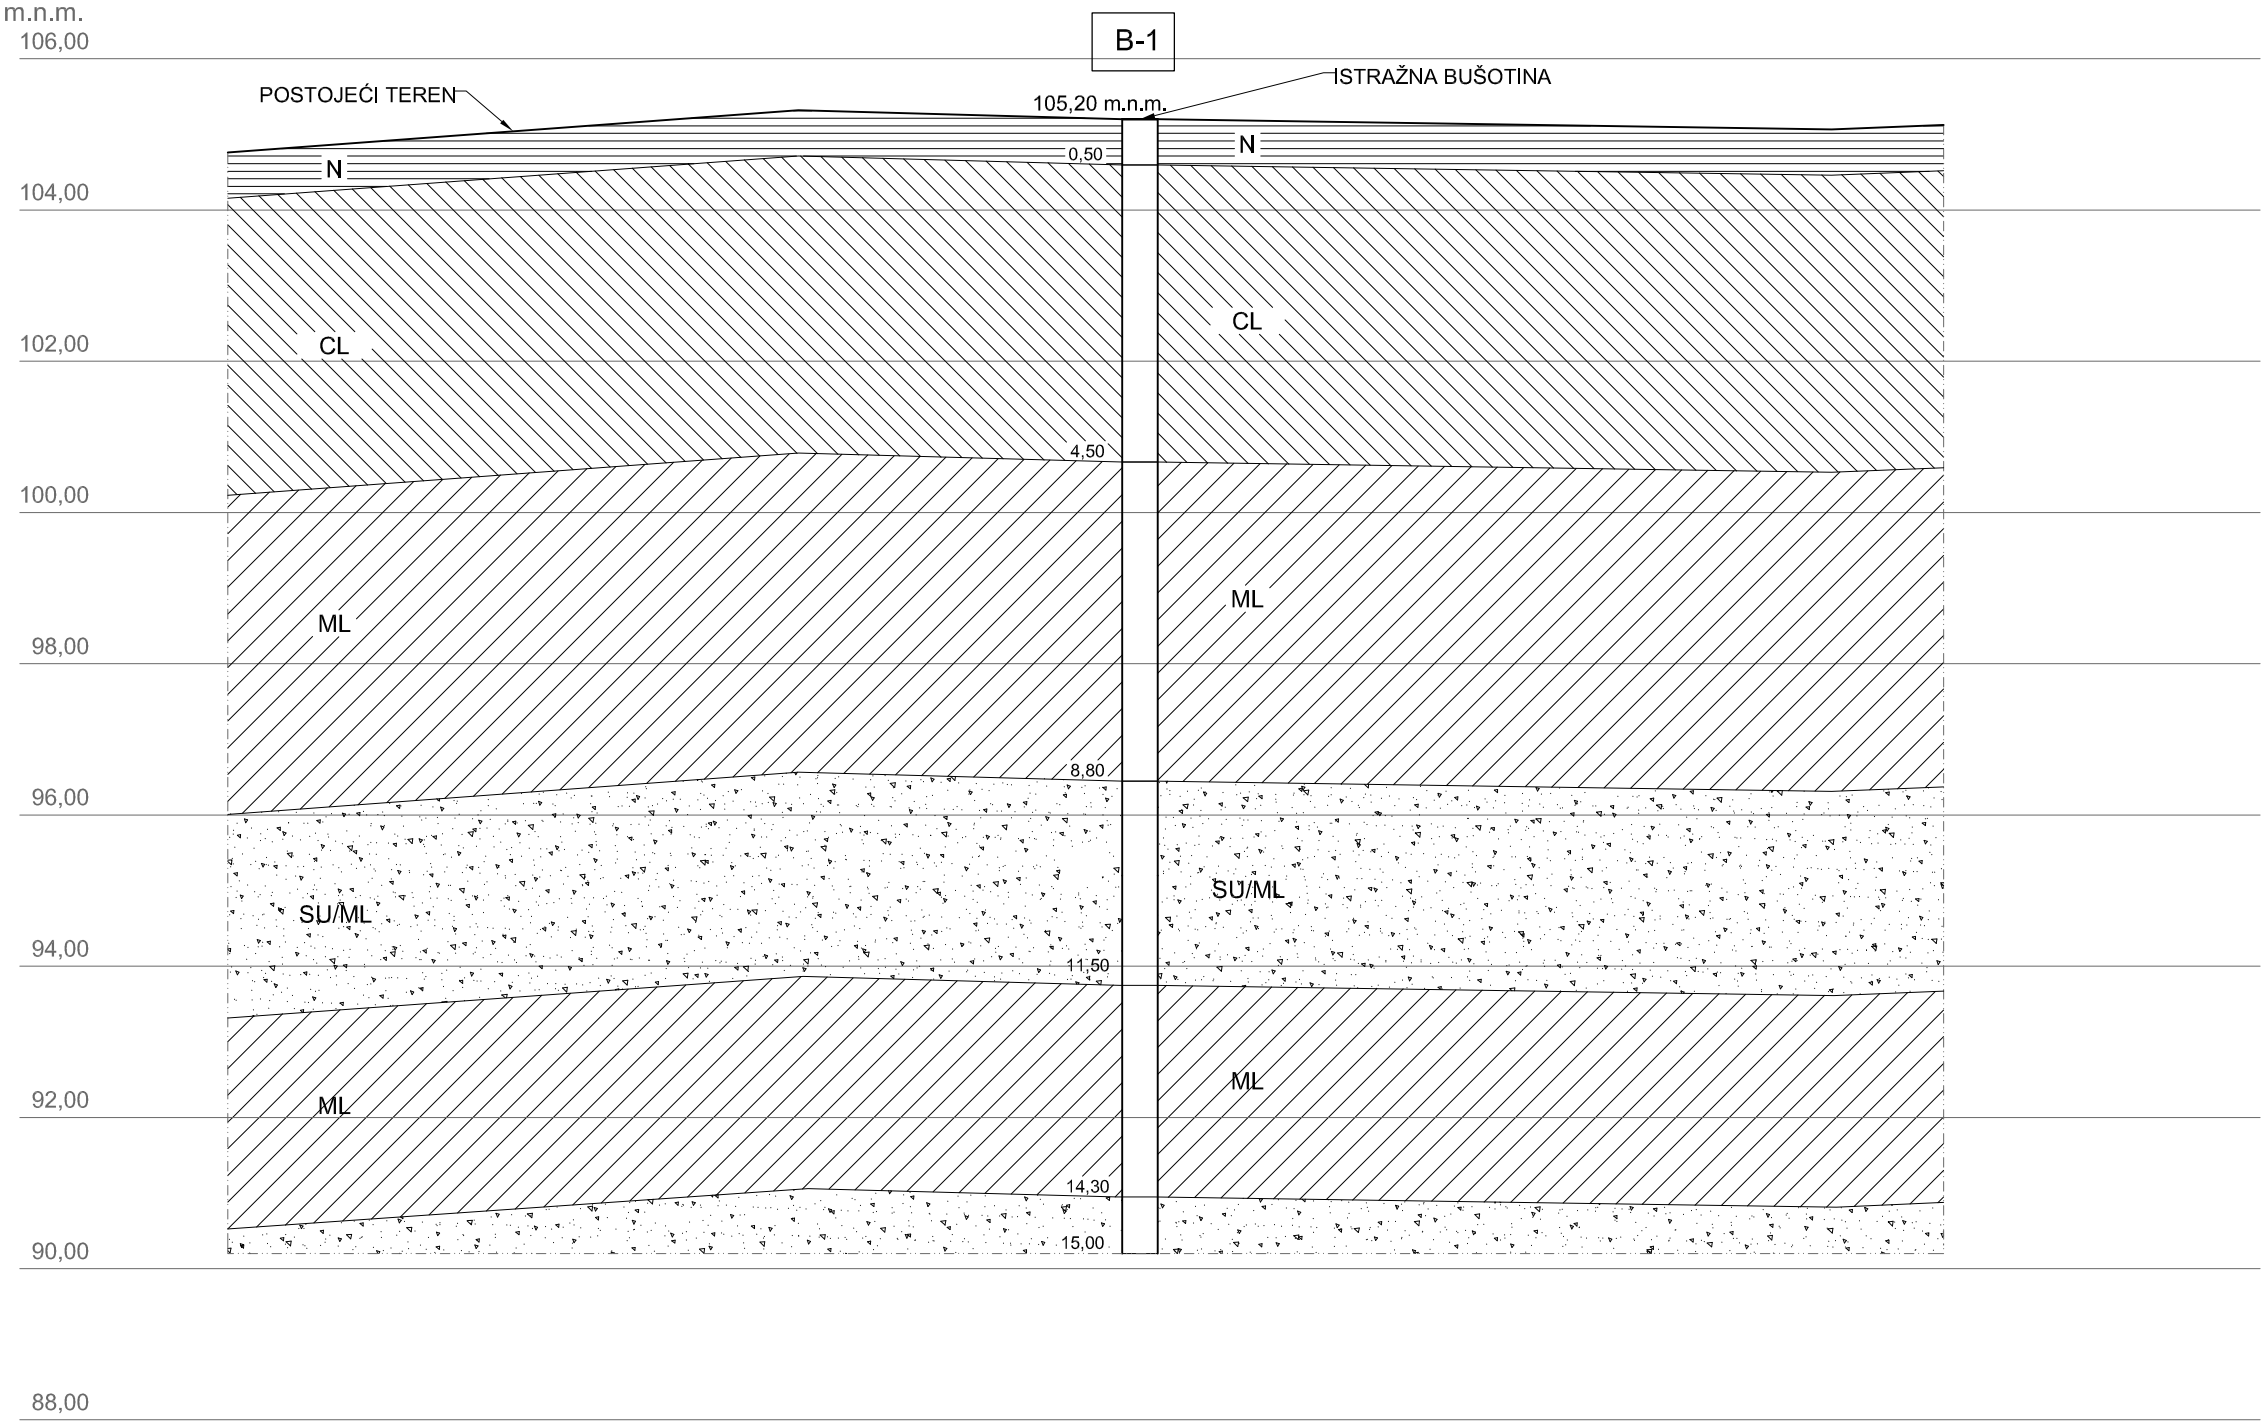 m.n.m.
106,00
B-1
POSTOJEĆI TEREN
ISTRAŽNA BUŠOTINA
105,20 m.n.m.
N
0,50
N
104,00
CL
CL
102,00
4,50
100,00
ML
ML
98,00
8,80
96,00
SU/ML
SU/ML
94,00
11,50
ML
ML
92,00
14,30
15,00
90,00
88,00